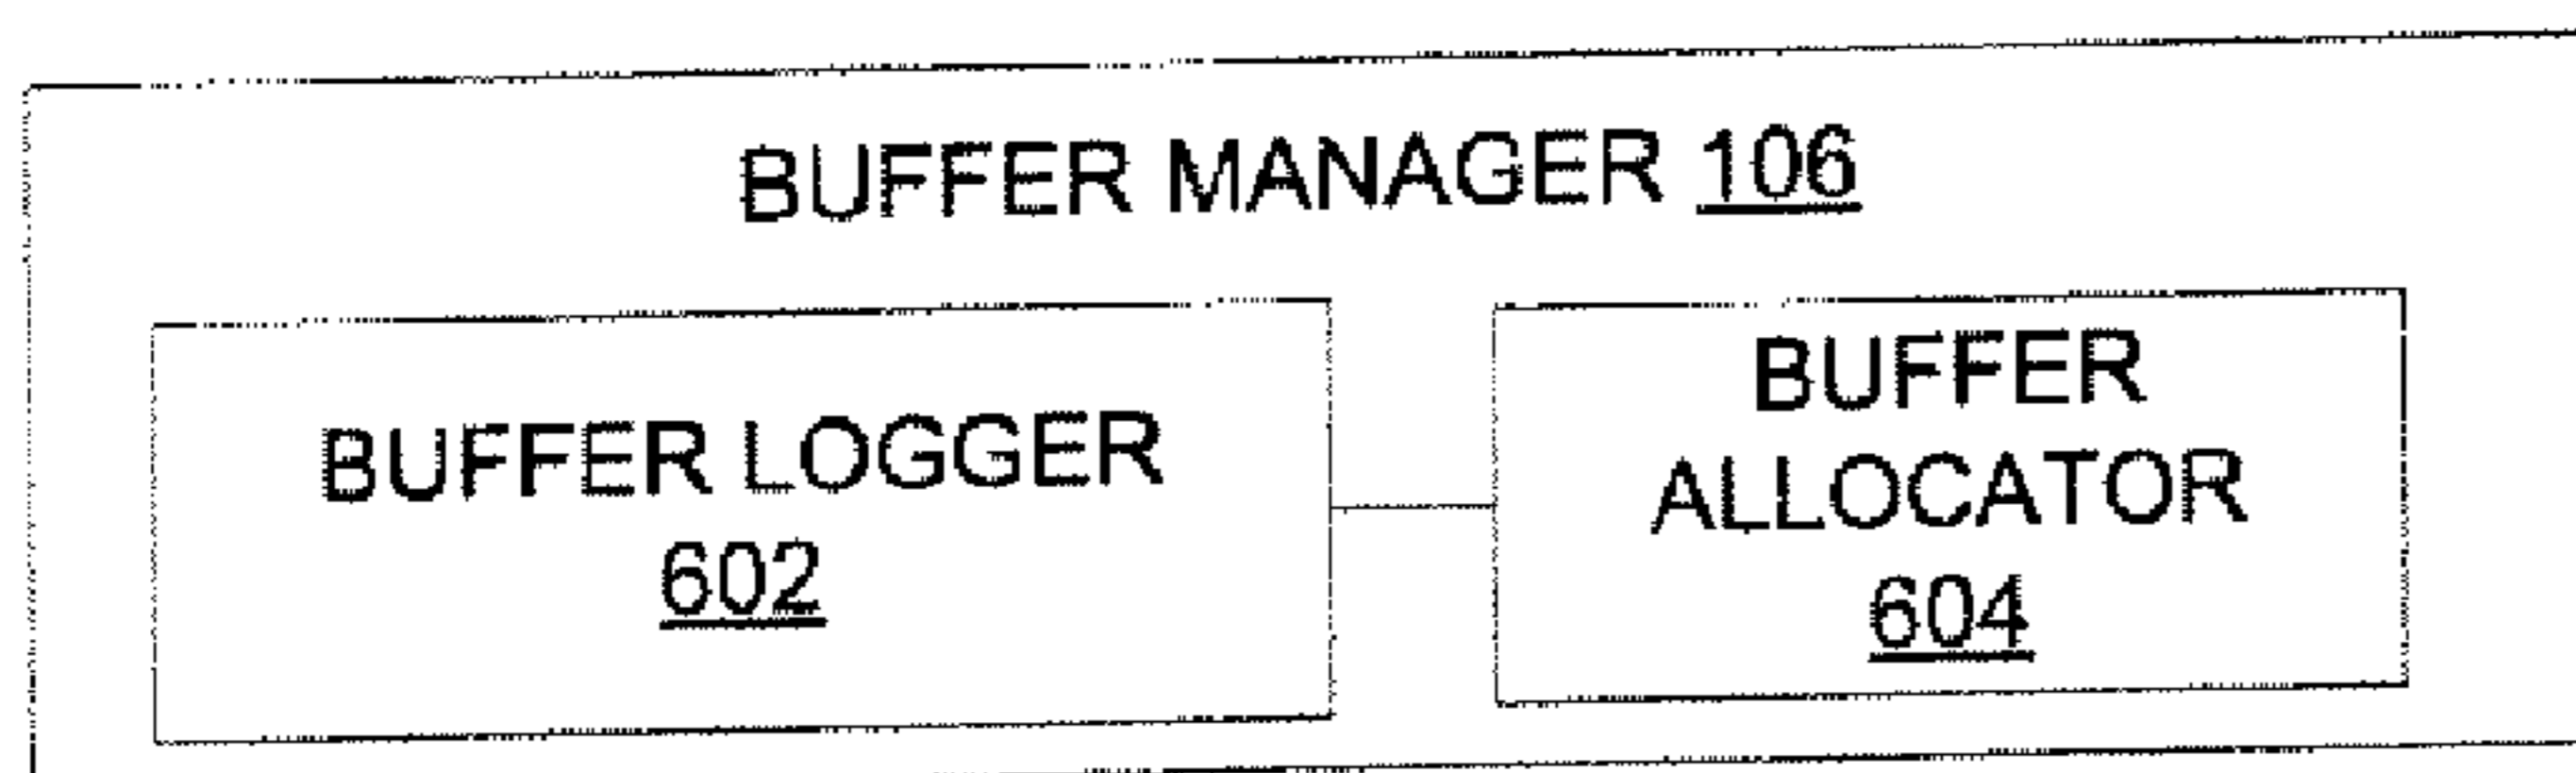 BUFFER MANAGER 106
BUFFER LOGGER
602
BUFFER
ALLOCATOR
604